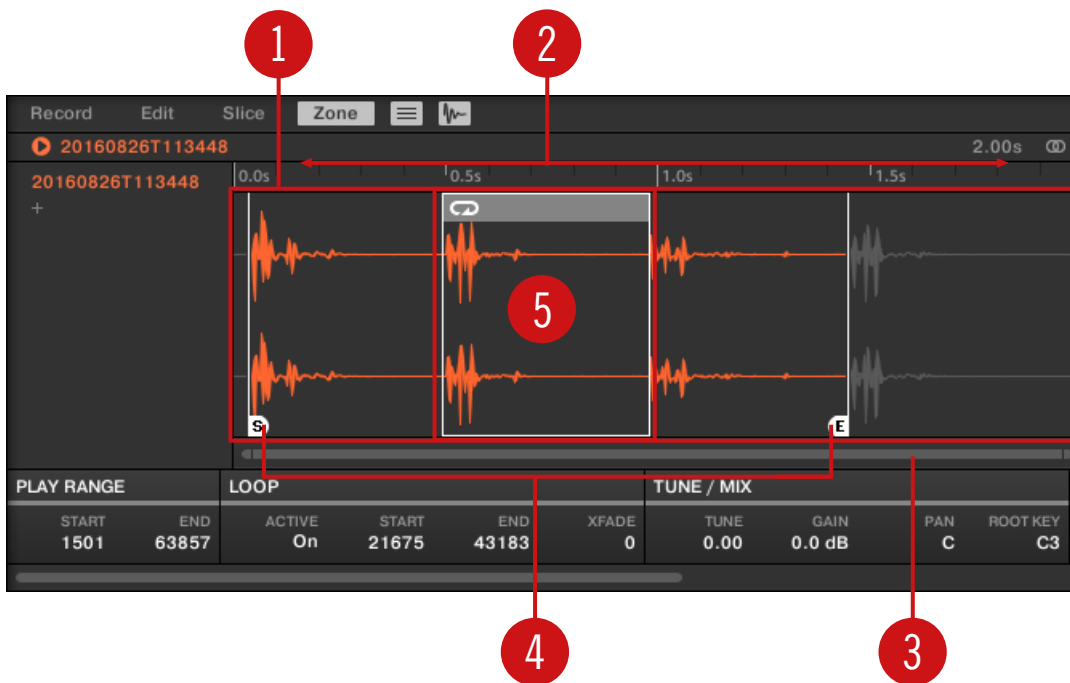 1 2
Record Edit Slice Zone
20160826T113448 2.00s
20160826T113448 0.0s 0.5s 1.0s 1.5s
+
5
S E
PLAY RANGE LOOP TUNE / MIX
START END ACTIVE START END XFADE TUNE GAIN PAN ROOT KEY
1501 63857 On 21675 43183 0 0.00 0.0 dB C C3
4 3